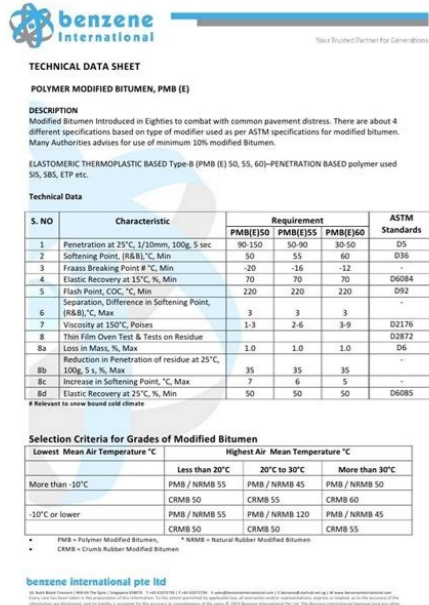 benzene
International
Your Trusted Partner for Generations
TECHNICAL DATA SHEET
POLYMER MODIFIED BITUMEN, PMB (E)
DESCRIPTION
Modified Bitumen Introduced in Eighties to combat with common pavement distress. There are about 4
different specifications based on type of modifier used as per ASTM specifications for modified bitumen.
Many Authorities advises for use of minimum 10% modified Bitumen.
ELASTOMERIC THERMOPLASTIC BASED Type-B (PMB (E) 50, 55, 60)–PENETRATION BASED polymer used
SIS, SBS, ETP etc.
Technical Data
S. NO Characteristic Requirement ASTM Standards
PMB(E)50 PMB(E)55 PMB(E)60
1 Penetration at 25°C, 1/10mm, 100g, 5 sec 90-150 50-90 30-50 D5
2 Softening Point, (R&B),°C, Min 50 55 60 D36
3 Fraass Breaking Point # °C, Min -20 -16 -12 -
4 Elastic Recovery at 15°C, %, Min 70 70 70 D6084
5 Flash Point, COC, °C, Min 220 220 220 D92
6 Separation, Difference in Softening Point, (R&B),°C, Max 3 3 3 -
7 Viscosity at 150°C, Poises 1-3 2-6 3-9 D2176
8 Thin Film Oven Test & Tests on Residue D2872
8a Loss in Mass, %, Max 1.0 1.0 1.0 D6
8b Reduction in Penetration of residue at 25°C, 100g, 5 s, %, Max 35 35 35 -
8c Increase in Softening Point, °C, Max 7 6 5 -
8d Elastic Recovery at 25°C, %, Min 50 50 50 D6085
# Relevant to snow bound cold climate
Selection Criteria for Grades of Modified Bitumen
Lowest Mean Air Temperature °C Highest Air Mean Temperature °C
Less than 20°C 20°C to 30°C More than 30°C
More than -10°C PMB / NRMB 55 PMB / NRMB 45 PMB / NRMB 50
CRMB 50 CRMB 55 CRMB 60
-10°C or lower PMB / NRMB 55 PMB / NRMB 120 PMB / NRMB 45
CRMB 50 CRMB 50 CRMB 55
• PMB = Polymer Modified Bitumen, * NRMB = Natural Rubber Modified Bitumen
• CRMB = Crumb Rubber Modified Bitumen
benzene international pte ltd